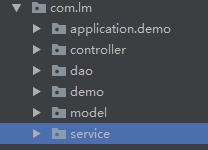 com.lm
application.demo
controller
dao
demo
model
service